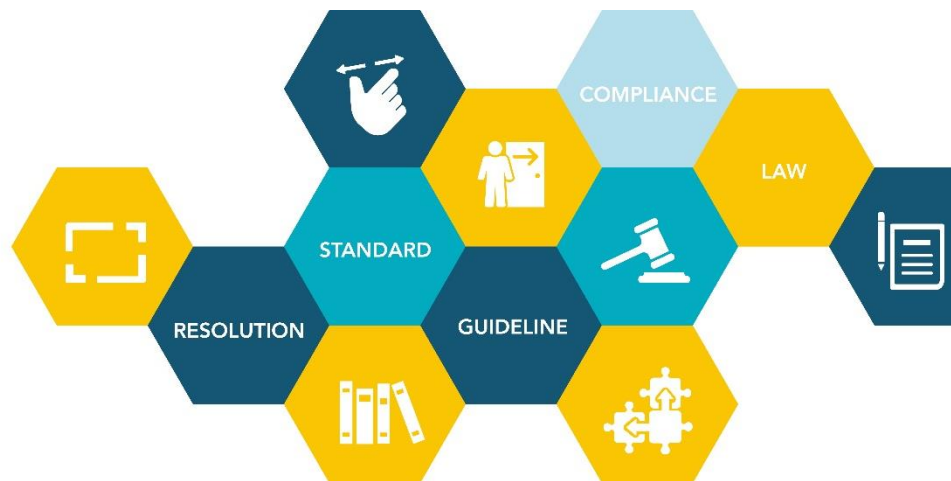 COMPLIANCE
LAW
STANDARD
RESOLUTION
GUIDELINE